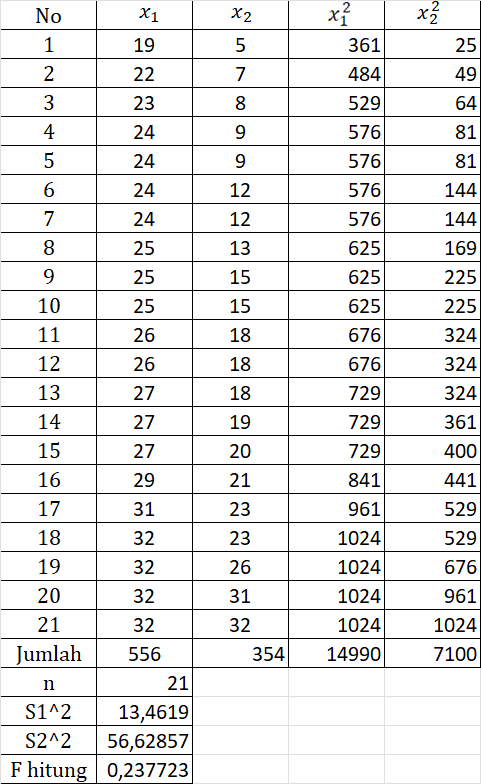 No x₁ x₂ x₁² x₂²
1 19 5 361 25
2 22 7 484 49
3 23 8 529 64
4 24 9 576 81
5 24 9 576 81
6 24 12 576 144
7 24 12 576 144
8 25 13 625 169
9 25 15 625 225
10 25 15 625 225
11 26 18 676 324
12 26 18 676 324
13 27 18 729 324
14 27 19 729 361
15 27 20 729 400
16 29 21 841 441
17 31 23 961 529
18 32 23 1024 529
19 32 26 1024 676
20 32 31 1024 961
21 32 32 1024 1024
Jumlah 556 354 14990 7100
n 21
S1^2 13,4619
S2^2 56,62857
F hitung 0,237723